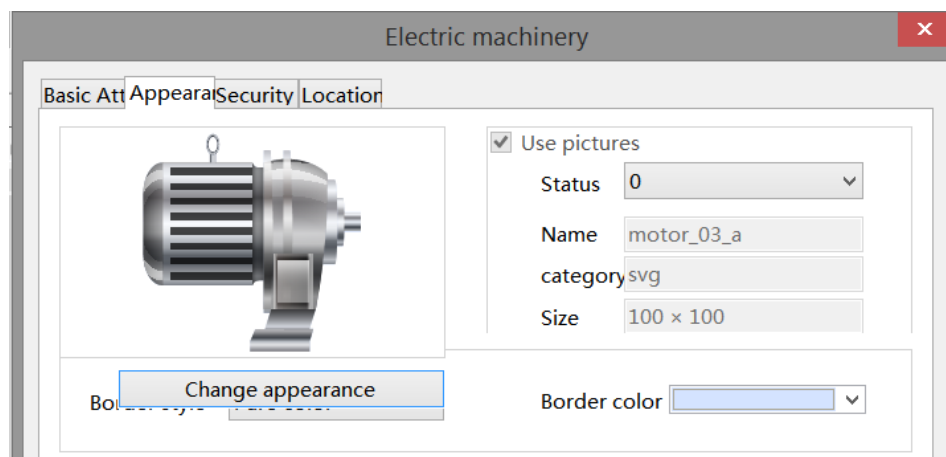 Electric machinery
Basic Att Appearar Security Location
Use pictures
Status 0
Name motor_03_a
category svg
Size 100 × 100
Change appearance
Border color